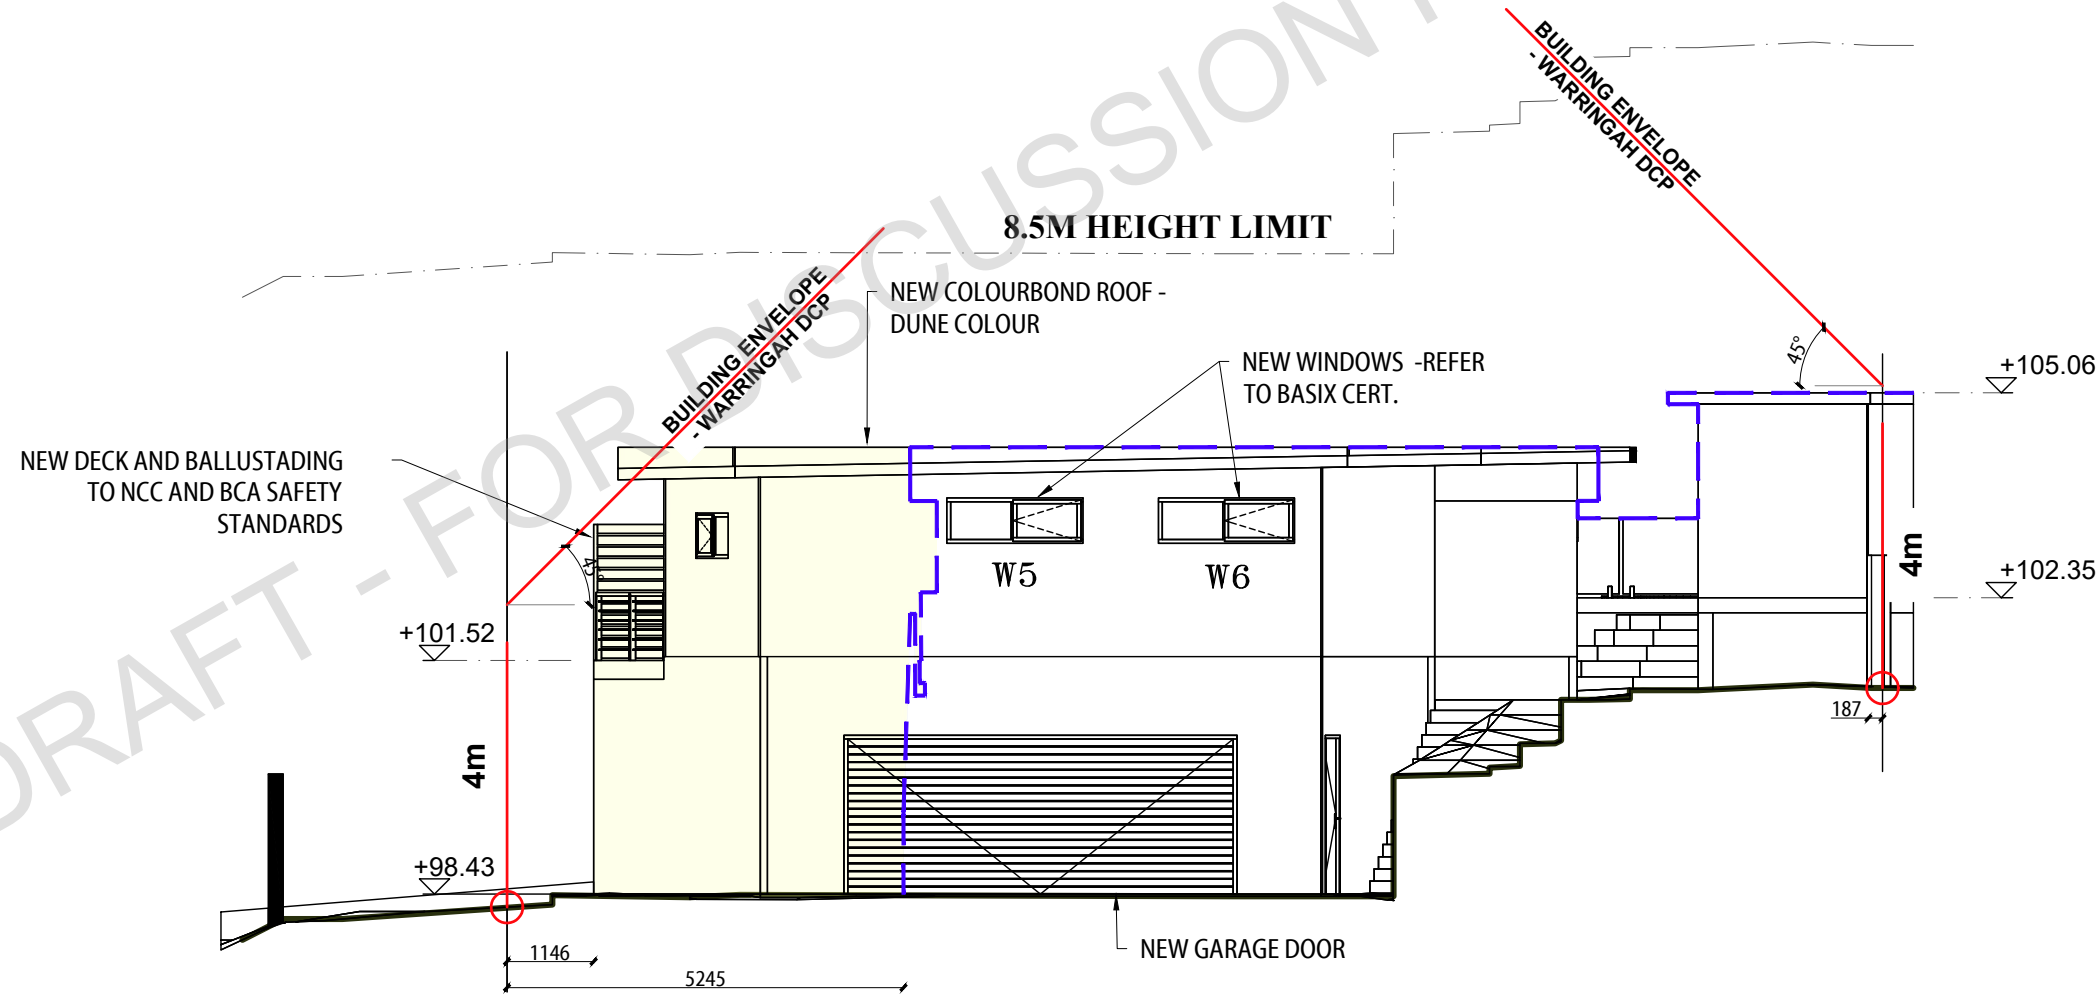 DRAFT - FOR DISCUSSION
BUILDING ENVELOPE
- WARRINGAH DCP
8.5M HEIGHT LIMIT
BUILDING ENVELOPE
- WARRINGAH DCP
NEW COLOURBOND ROOF -
DUNE COLOUR
NEW WINDOWS -REFER
TO BASIX CERT.
45°
+105.06
NEW DECK AND BALLUSTADING
TO NCC AND BCA SAFETY
STANDARDS
45°
W5
W6
4m
+102.35
+101.52
187
4m
+98.43
NEW GARAGE DOOR
1146
5245